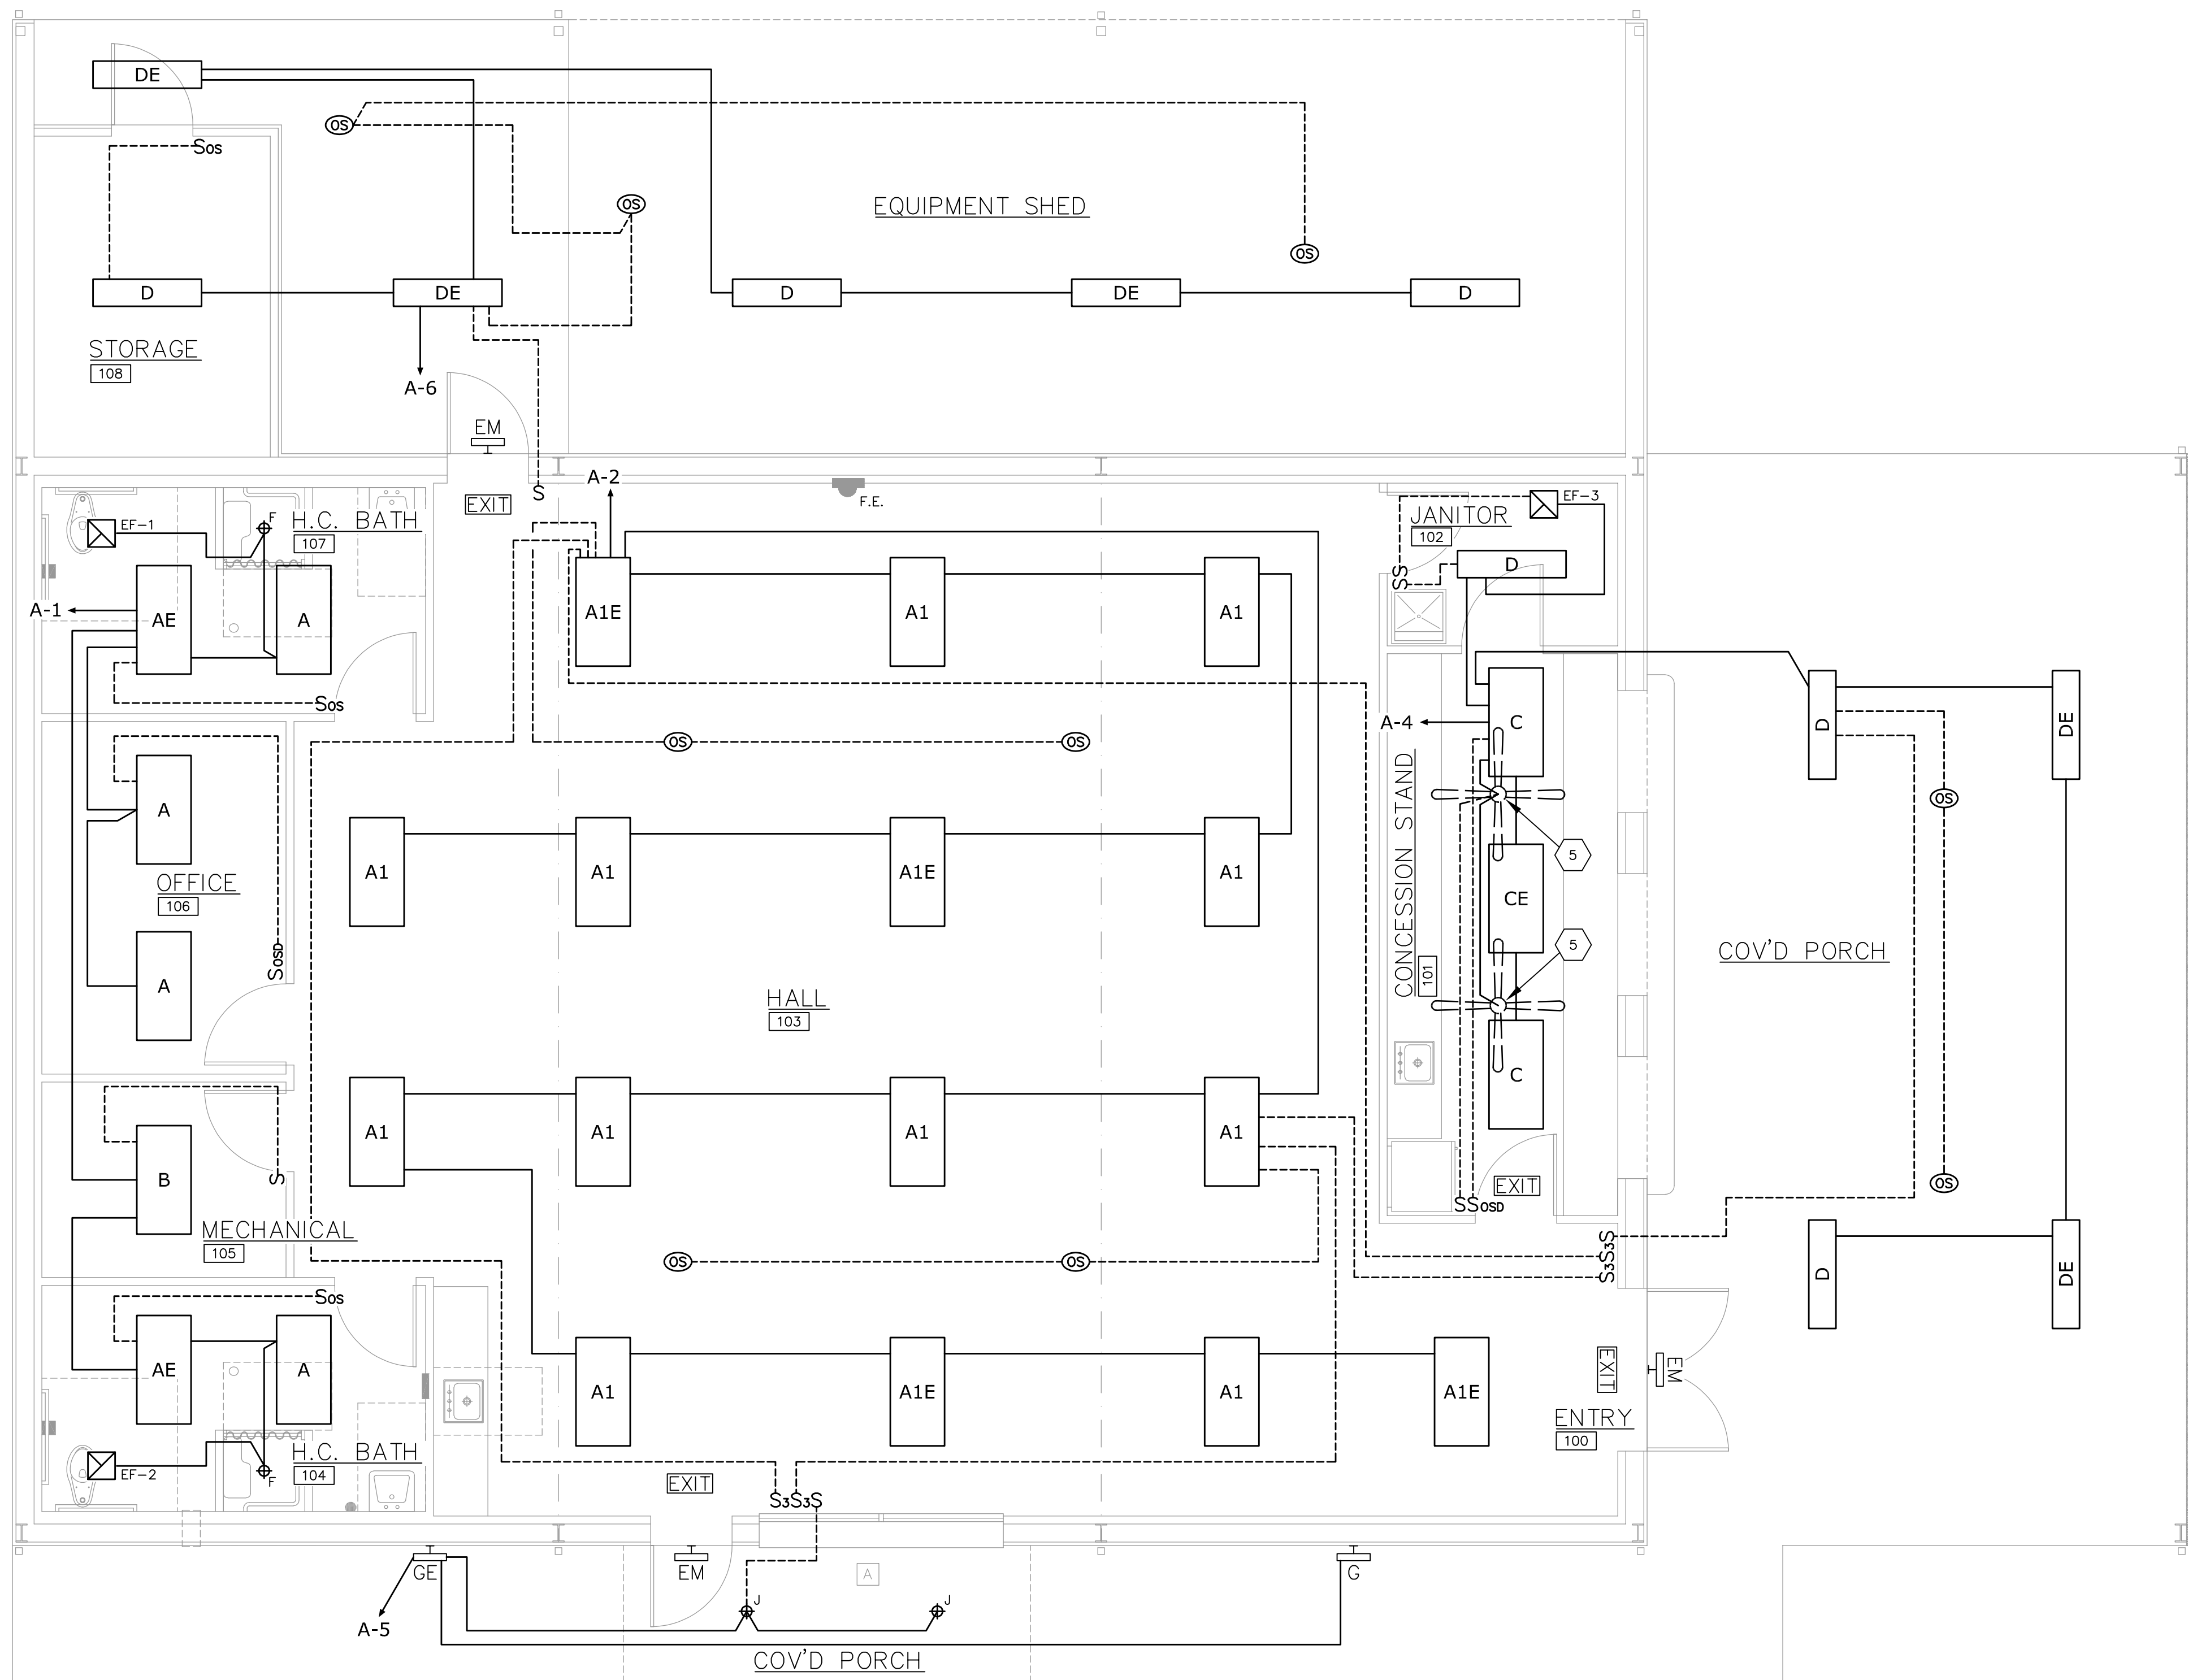 DE
OS
SOS
OS
EQUIPMENT SHED
OS
D
DE
D
DE
D
STORAGE
108
A-6
EM
EXIT
S
A-2
F.E.
EF-3
JANITOR
102
D
SS
EF-1
F
H.C. BATH
107
A-1
AE
A
SOS
A1E
A1
A1
A-4
C
D
DE
OS
OS
OS
CONCESSION STAND
101
5
CE
5
C
COV'D PORCH
A
OFFICE
106
SOSD
A
A1
A1
A1E
A1
HALL
103
A1
A1
A1
A1
B
S
MECHANICAL
105
EXIT
SSOSD
OS
S3S3S
D
DE
OS
OS
SOS
AE
A
A1
A1E
A1
A1E
EXIT
EM
ENTRY
100
EF-2
F
H.C. BATH
104
EXIT
S3S3S
GE
EM
A
G
A-5
J
J
COV'D PORCH